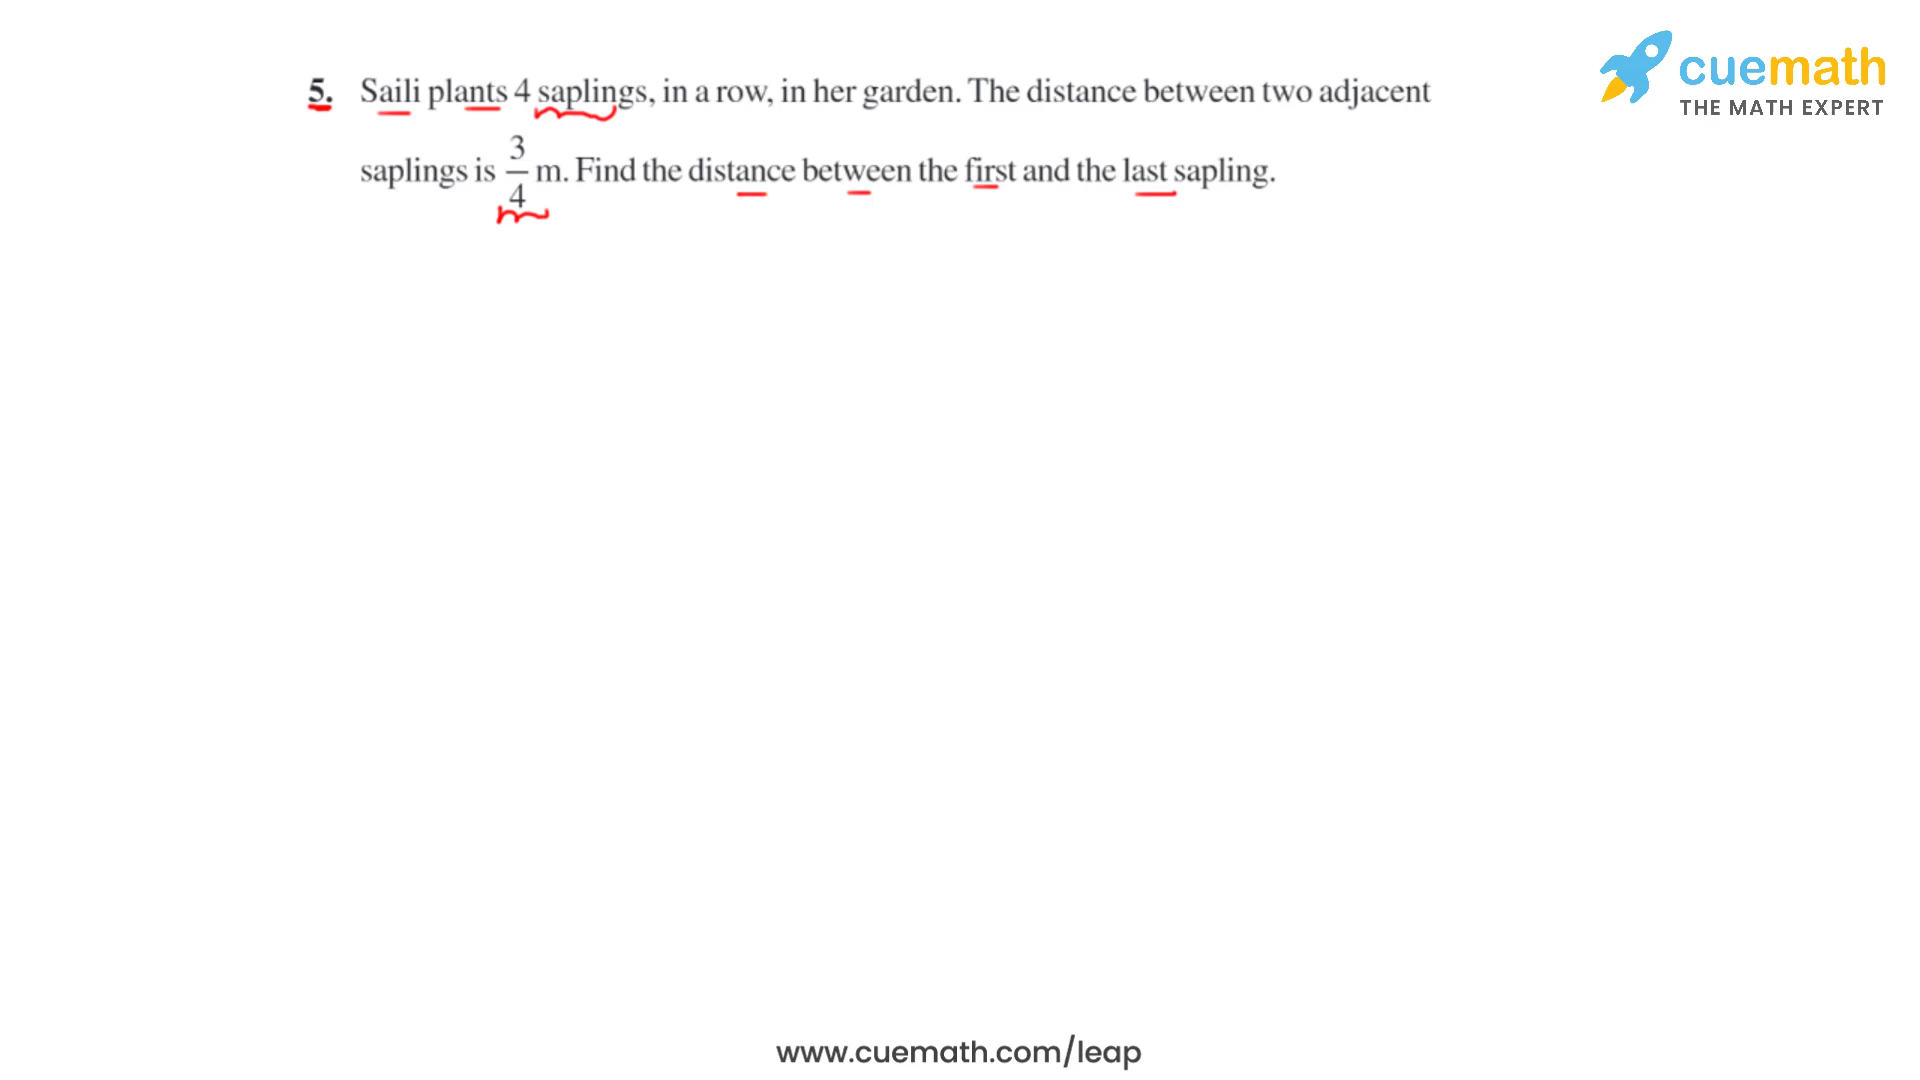 cuemath
THE MATH EXPERT
5. Saili plants 4 saplings, in a row, in her garden. The distance between two adjacent
saplings is 3/4 m. Find the distance between the first and the last sapling.
www.cuemath.com/leap